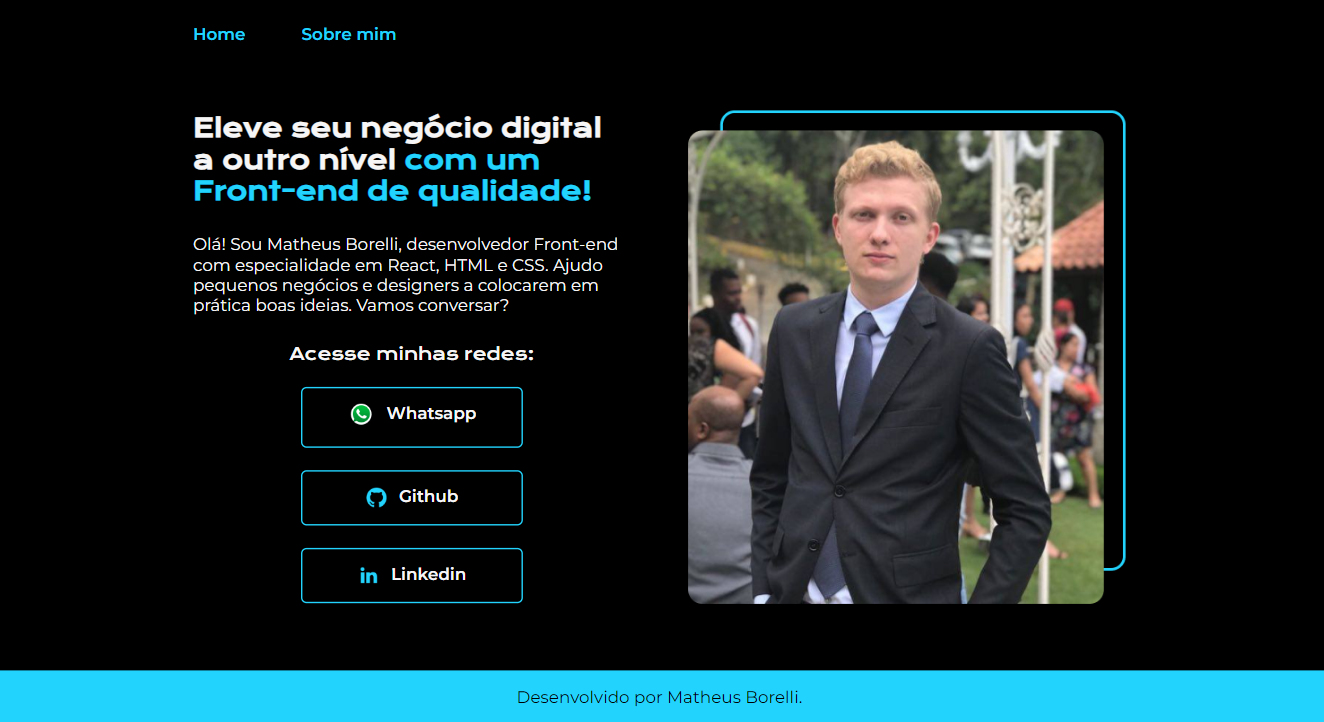 Home Sobre mim
Eleve seu negócio digital
a outro nível com um
Front-end de qualidade!
Olá! Sou Matheus Borelli, desenvolvedor Front-end
com especialidade em React, HTML e CSS. Ajudo
pequenos negócios e designers a colocarem em
prática boas ideias. Vamos conversar?
Acesse minhas redes:
Whatsapp
Github
Linkedin
Desenvolvido por Matheus Borelli.